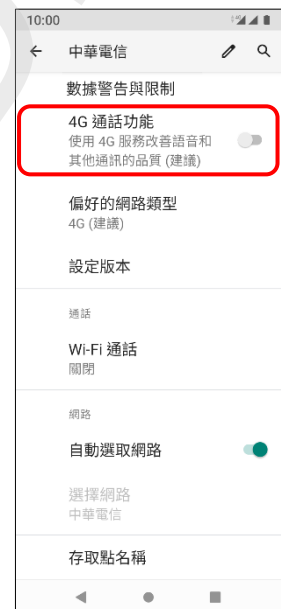 10:00
中華電信
數據警告與限制
4G 通話功能
使用 4G 服務改善語音和
其他通訊的品質 (建議)
偏好的網路類型
4G (建議)
設定版本
通話
Wi-Fi 通話
關閉
網路
自動選取網路
選擇網路
中華電信
存取點名稱